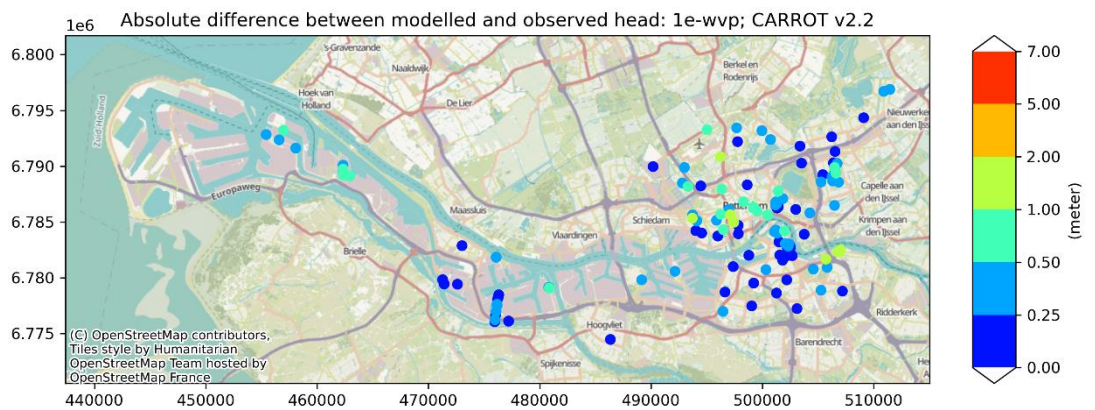 Absolute difference between modelled and observed head: 1e-wvp; CARROT v2.2
1e6
6.800
6.795
6.790
6.785
6.780
6.775
's-Gravenzande
Naaldwijk
Berkel en
Rodenrijs
Hoek van
Holland
De Lier
Zuid-Holland
Nieuwerker
aan den IJsse
Europaweg
Maassluis
Capelle aan
den IJssel
Schiedam
Krimpen aan
den IJssel
Vlaardingen
Brielle
Hoogvliet
Ridderkerk
Barendrecht
Spijkenisse
(C) OpenStreetMap contributors,
Tiles style by Humanitarian
OpenStreetMap Team hosted by
OpenStreetMap France
440000
450000
460000
470000
480000
490000
500000
510000
7.00
5.00
2.00
1.00
0.50
0.25
0.00
(meter)